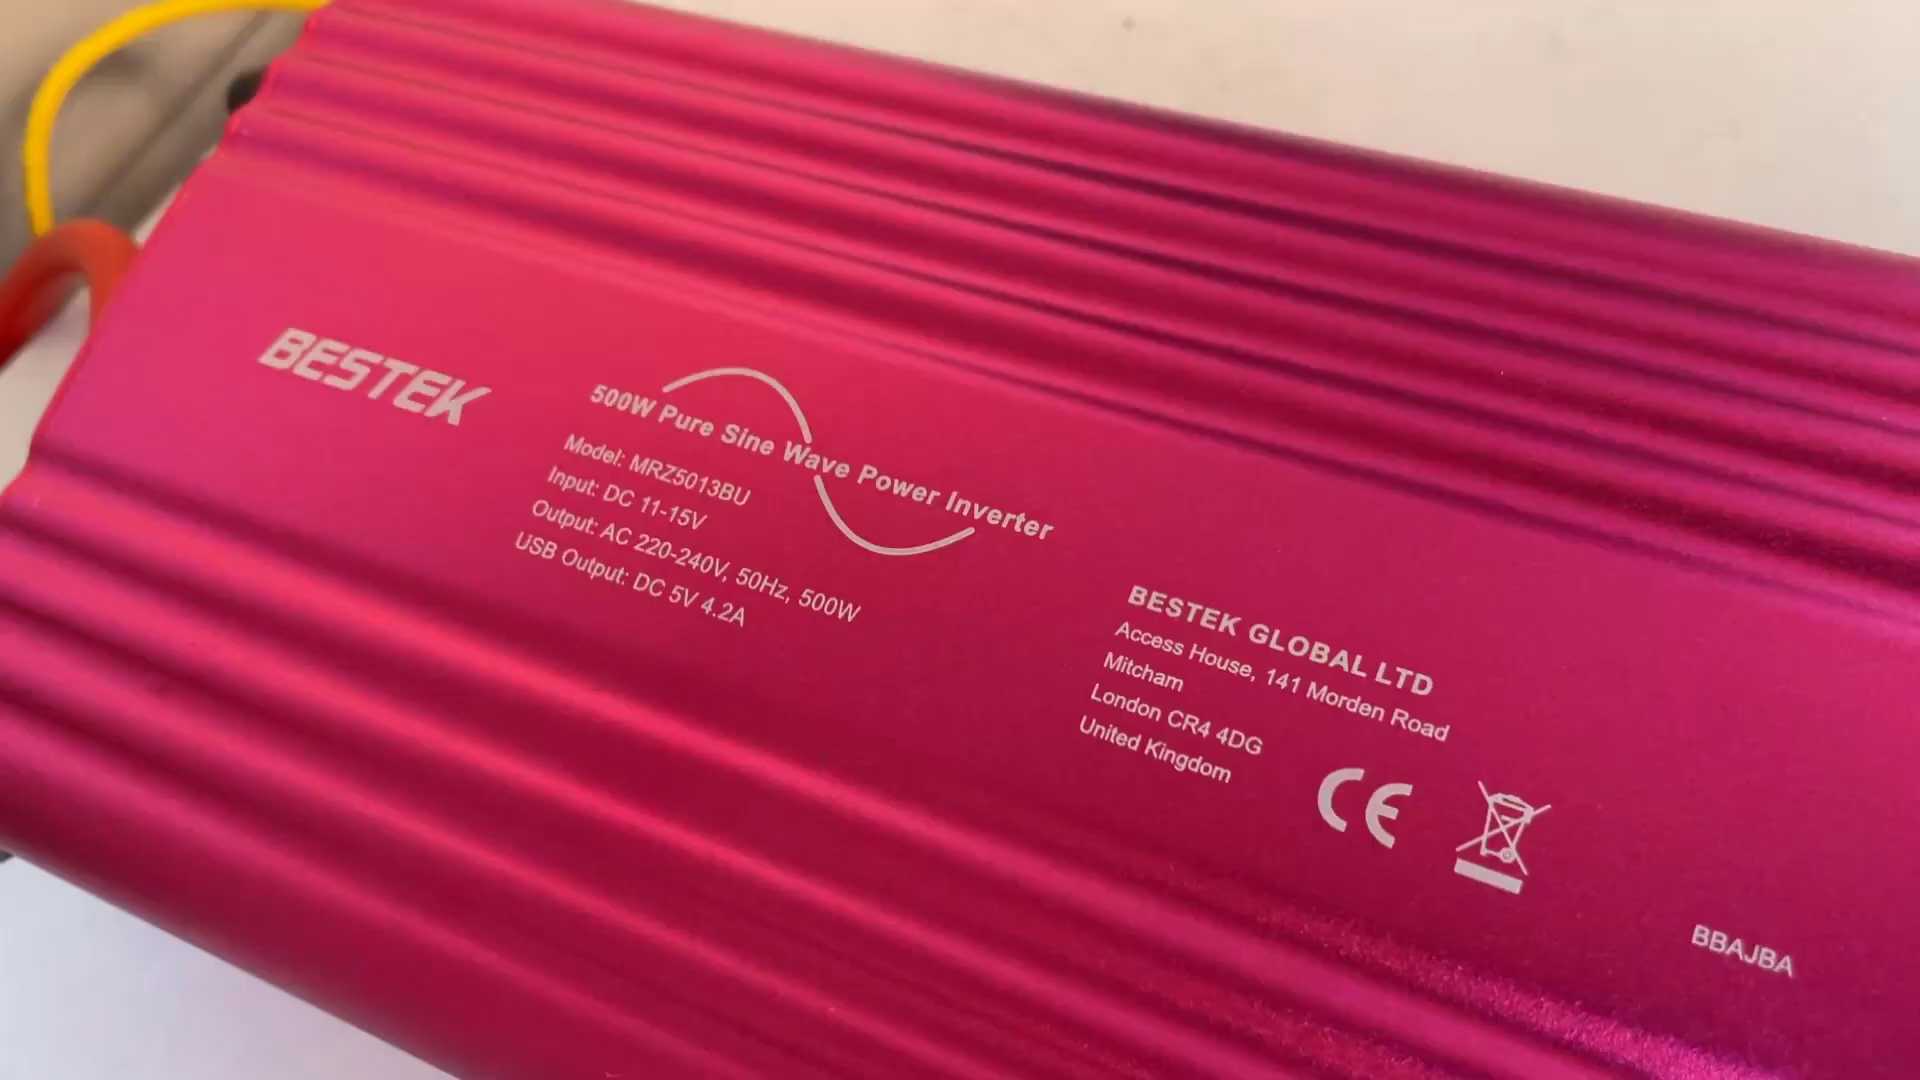 BESTEK
500W Pure Sine Wave Power Inverter
Model: MRZ5013BU
Input: DC 11-15V
Output: AC 220-240V, 50Hz, 500W
USB Output: DC 5V 4.2A
BESTEK GLOBAL LTD
Access House, 141 Morden Road
Mitcham
London CR4 4DG
United Kingdom
CE
BBAJBA